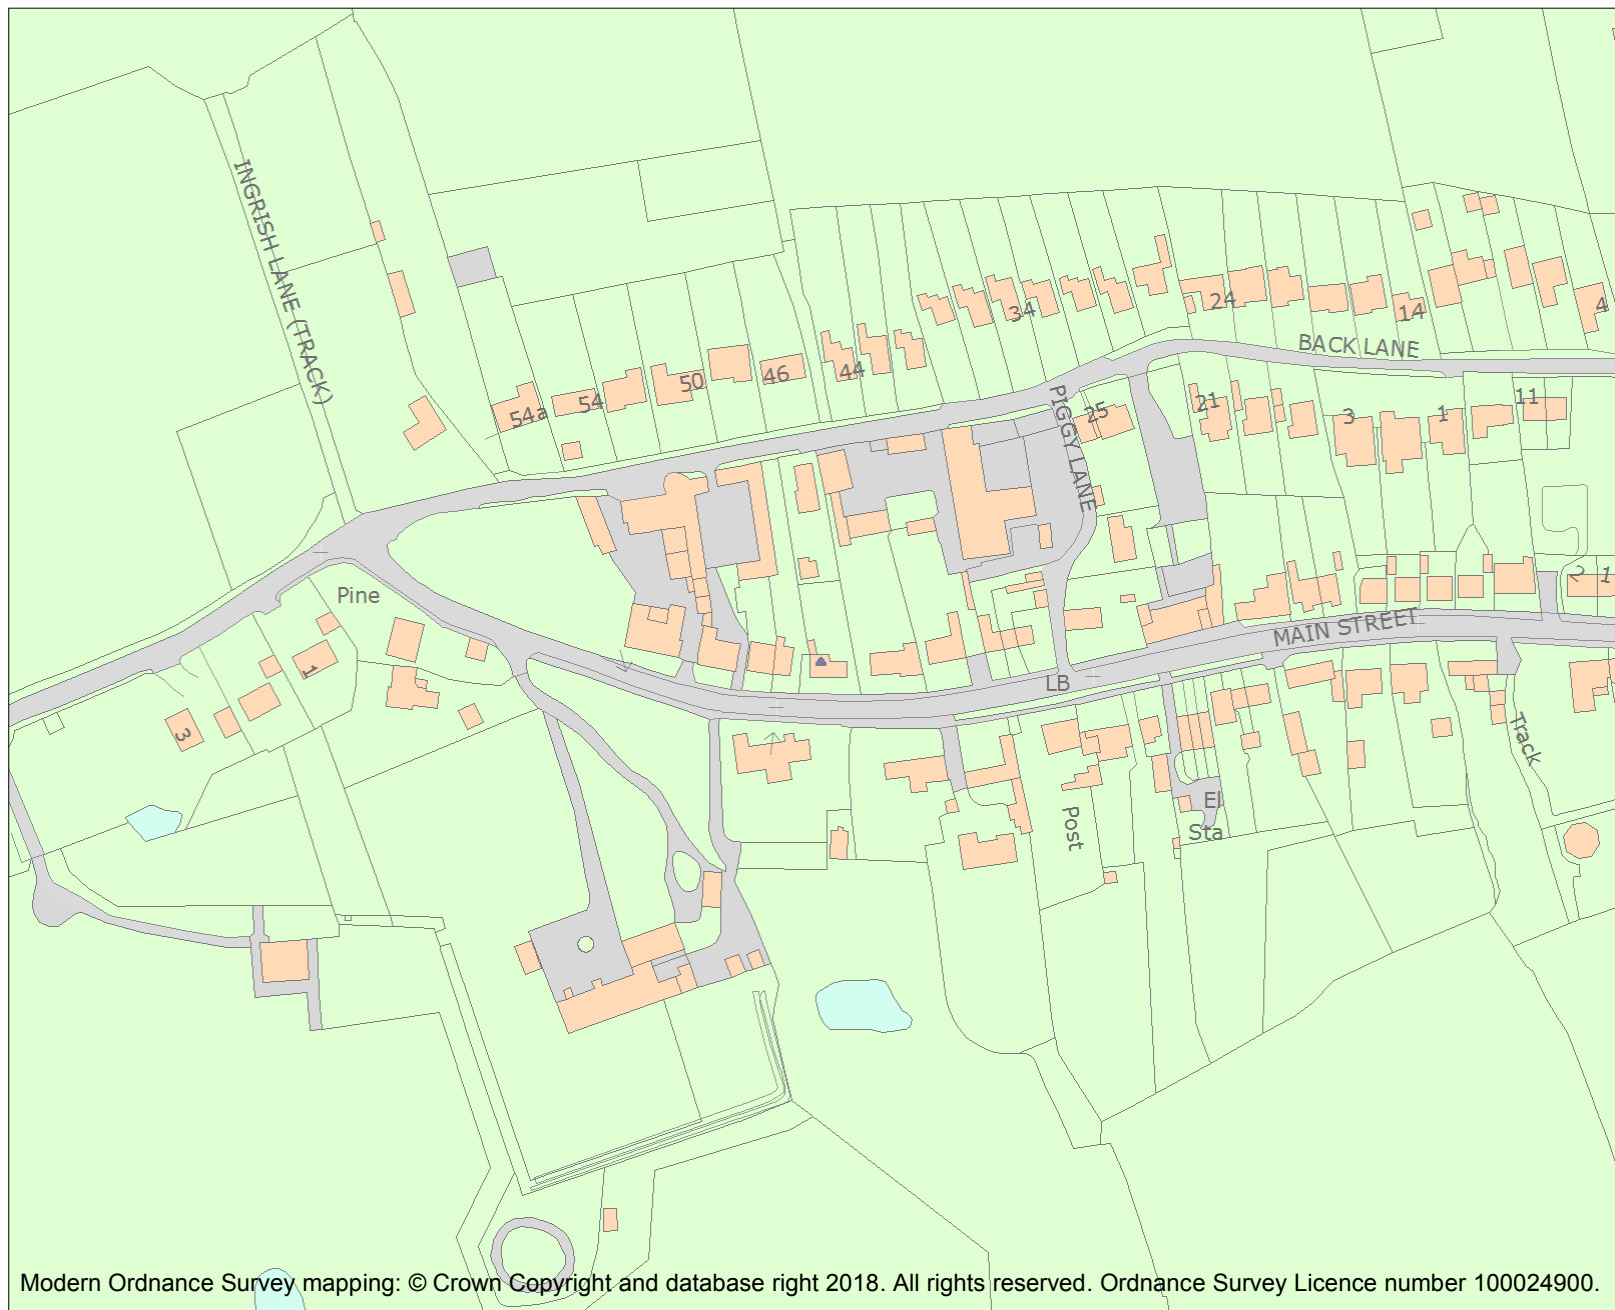 INGRISH LANE (TRACK)
24
34
14
4
BACK LANE
44
46
50
54
54a
PIGGY LANE
25
21
3
1
11
Pine
2
1
MAIN STREET
1
3
LB
Track
Post
El
Sta
Modern Ordnance Survey mapping: © Crown Copyright and database right 2018. All rights reserved. Ordnance Survey Licence number 100024900.